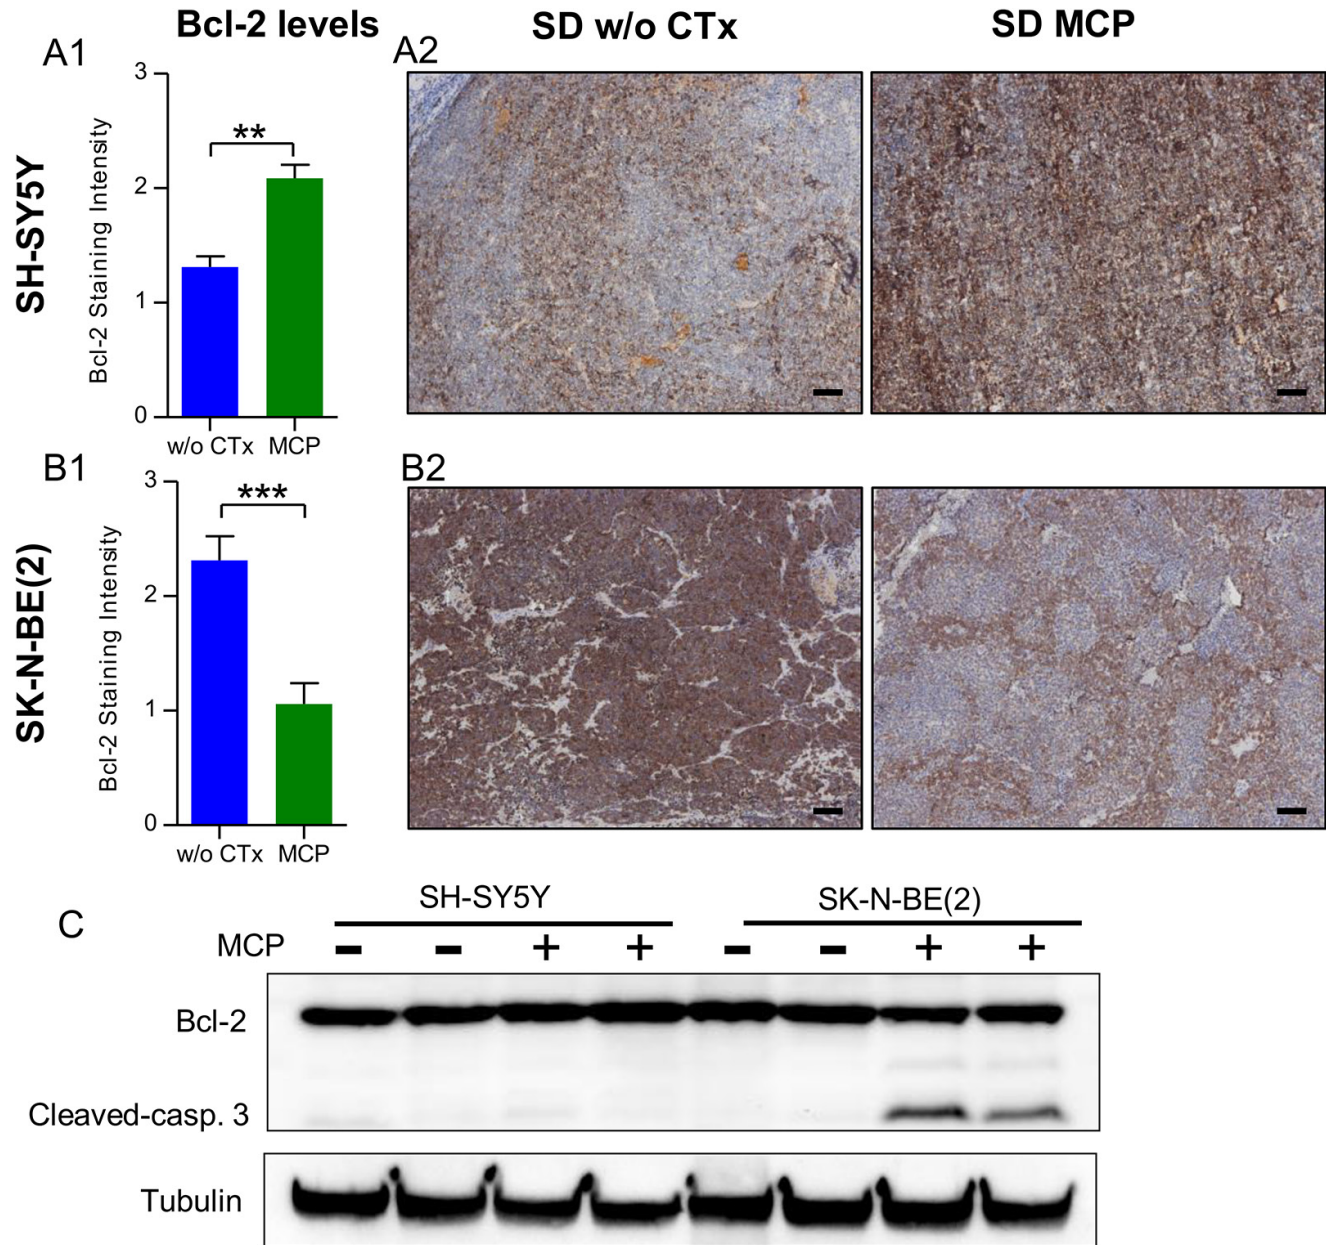 Bcl-2 levels SD w/o CTx SD MCP
A1 A2
SH-SY5Y
Bcl-2 Staining Intensity
3
**
2
1
0
w/o CTx MCP
B1 B2
SK-N-BE(2)
Bcl-2 Staining Intensity
3
***
2
1
0
w/o CTx MCP
C
SH-SY5Y SK-N-BE(2)
MCP - - + + - - + +
Bcl-2
Cleaved-casp. 3
Tubulin